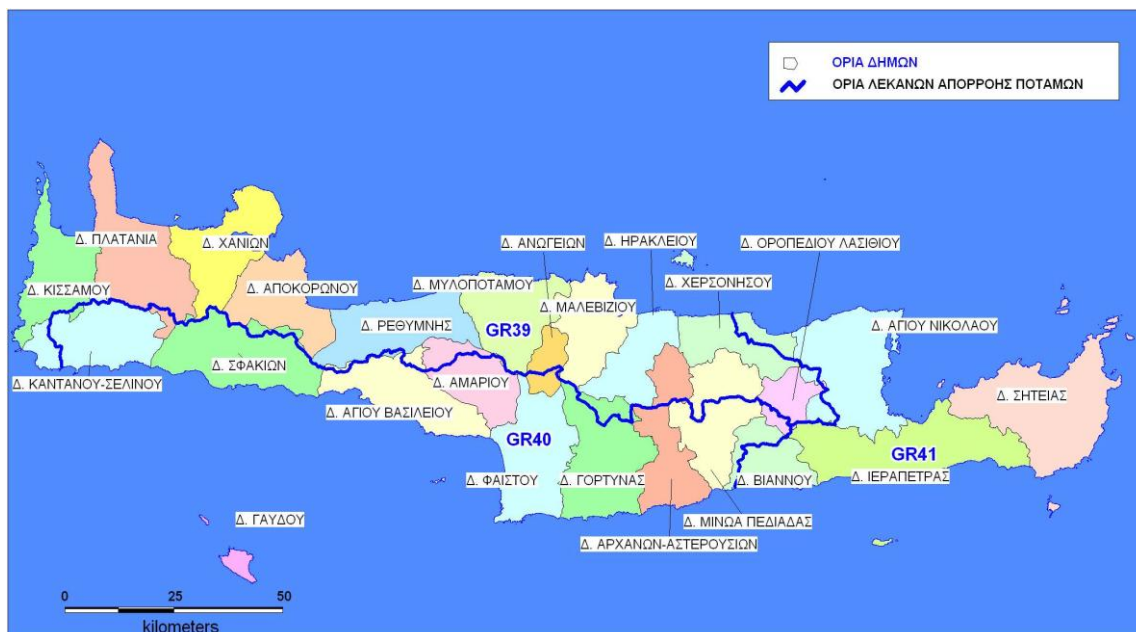 ΟΡΙΑ ΔΗΜΩΝ
ΟΡΙΑ ΛΕΚΑΝΩΝ ΑΠΟΡΡΟΗΣ ΠΟΤΑΜΩΝ
Δ. ΠΛΑΤΑΝΙΑ
Δ. ΧΑΝΙΩΝ
Δ. ΑΝΩΓΕΙΩΝ
Δ. ΗΡΑΚΛΕΙΟΥ
Δ. ΟΡΟΠΕΔΙΟΥ ΛΑΣΙΘΙΟΥ
Δ. ΚΙΣΣΑΜΟΥ
Δ. ΑΠΟΚΟΡΩΝΟΥ
Δ. ΜΥΛΟΠΟΤΑΜΟΥ
Δ. ΧΕΡΣΟΝΗΣΟΥ
Δ. ΜΑΛΕΒΙΖΙΟΥ
Δ. ΡΕΘΥΜΝΗΣ
GR39
Δ. ΑΓΙΟΥ ΝΙΚΟΛΑΟΥ
Δ. ΚΑΝΤΑΝΟΥ-ΣΕΛΙΝΟΥ
Δ. ΣΦΑΚΙΩΝ
Δ. ΑΜΑΡΙΟΥ
Δ. ΣΗΤΕΙΑΣ
Δ. ΑΓΙΟΥ ΒΑΣΙΛΕΙΟΥ
GR40
GR41
Δ. ΦΑΙΣΤΟΥ
Δ. ΓΟΡΤΥΝΑΣ
Δ. ΒΙΑΝΝΟΥ
Δ. ΙΕΡΑΠΕΤΡΑΣ
Δ. ΓΑΥΔΟΥ
Δ. ΜΙΝΩΑ ΠΕΔΙΑΔΑΣ
Δ. ΑΡΧΑΝΩΝ-ΑΣΤΕΡΟΥΣΙΩΝ
0 25 50
kilometers